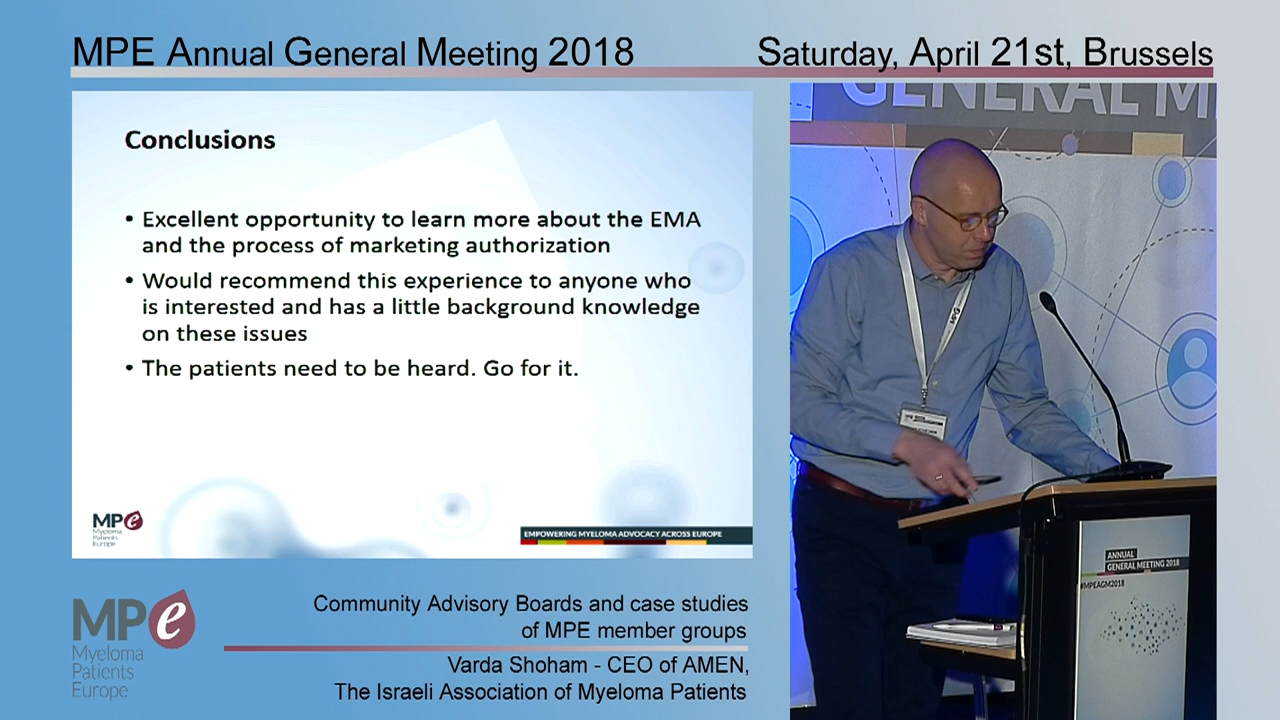 MPE Annual General Meeting 2018
Saturday, April 21st, Brussels
Conclusions
• Excellent opportunity to learn more about the EMA
and the process of marketing authorization
• Would recommend this experience to anyone who
is interested and has a little background knowledge
on these issues
• The patients need to be heard. Go for it.
MPe
Myeloma
Patients
Europe
EMPOWERING MYELOMA ADVOCACY ACROSS EUROPE
GENERAL M
ANNUAL
GENERAL MEETING 2018
#MPEAGM2018
MPe
Myeloma
Patients
Europe
Community Advisory Boards and case studies
of MPE member groups
Varda Shoham - CEO of AMEN,
The Israeli Association of Myeloma Patients